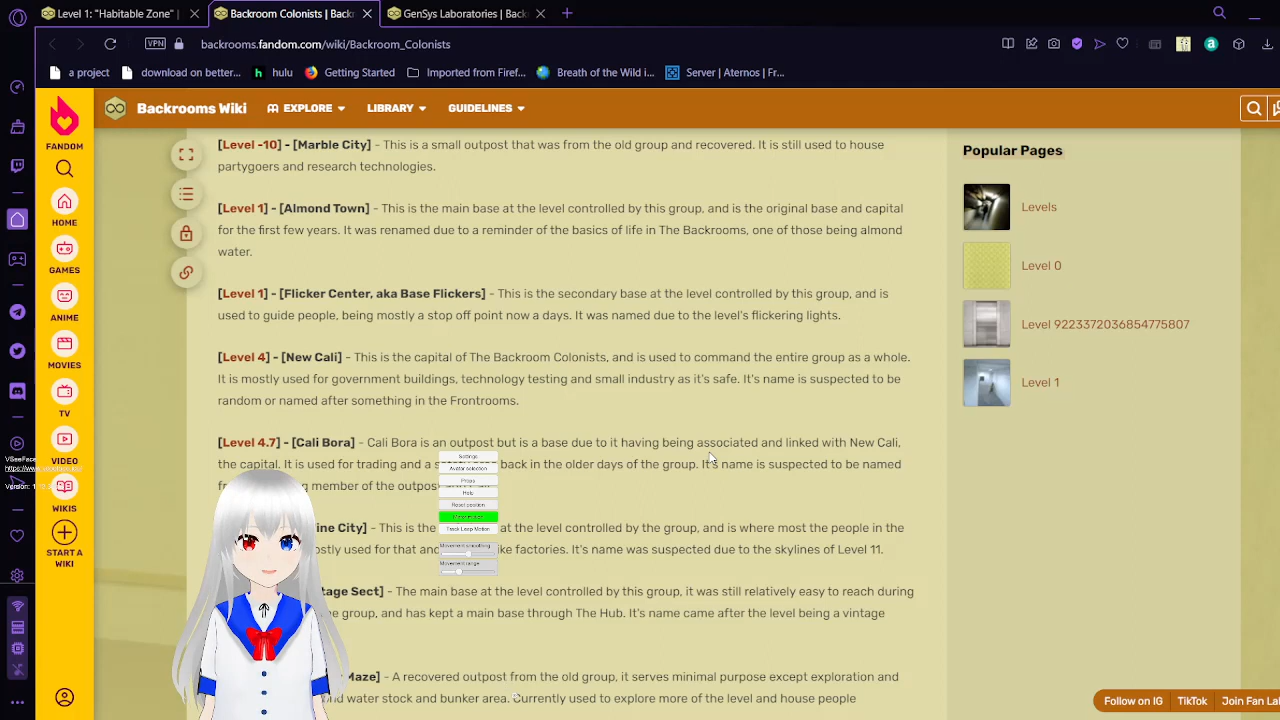 Level 1: "Habitable Zone" |
Backroom Colonists | Backr
GenSys Laboratories | Back
VPN
backrooms.fandom.com/wiki/Backroom_Colonists
a project
download on better...
hulu
Getting Started
Imported from Firef...
Breath of the Wild i...
Server | Aternos | Fr...
FANDOM
HOME
GAMES
ANIME
MOVIES
TV
VIDEO
WIKIS
START A
WIKI
Backrooms Wiki
EXPLORE
LIBRARY
GUIDELINES
[Level -10] - [Marble City] - This is a small outpost that was from the old group and recovered. It is still used to house
partygoers and research technologies.
[Level 1] - [Almond Town] - This is the main base at the level controlled by this group, and is the original base and capital
for the first few years. It was renamed due to a reminder of the basics of life in The Backrooms, one of those being almond
water.
[Level 1] - [Flicker Center, aka Base Flickers] - This is the secondary base at the level controlled by this group, and is
used to guide people, being mostly a stop off point now a days. It was named due to the level's flickering lights.
[Level 4] - [New Cali] - This is the capital of The Backroom Colonists, and is used to command the entire group as a whole.
It is mostly used for government buildings, technology testing and small industry as it's safe. It's name is suspected to be
random or named after something in the Frontrooms.
[Level 4.7] - [Cali Bora] - Cali Bora is an outpost but is a base due to it having being associated and linked with New Cali,
the capital. It is used for trading and a back in the older days of the group. It's name is suspected to be named
member of the outpos
ine City] - This is the at the level controlled by the group, and is where most the people in the
ostly used for that and ike factories. It's name was suspected due to the skylines of Level 11.
tage Sect] - The main base at the level controlled by this group, it was still relatively easy to reach during
e group, and has kept a main base through The Hub. It's name came after the level being a vintage
Maze] - A recovered outpost from the old group, it serves minimal purpose except exploration and
nd water stock and bunker area. Currently used to explore more of the level and house people
Settings
Avatar selection
Props
Help
Reset position
Track Leap Motion
Movement smoothing
Movement range
Popular Pages
Levels
Level 0
Level 9223372036854775807
Level 1
Follow on IG
TikTok
Join Fan La